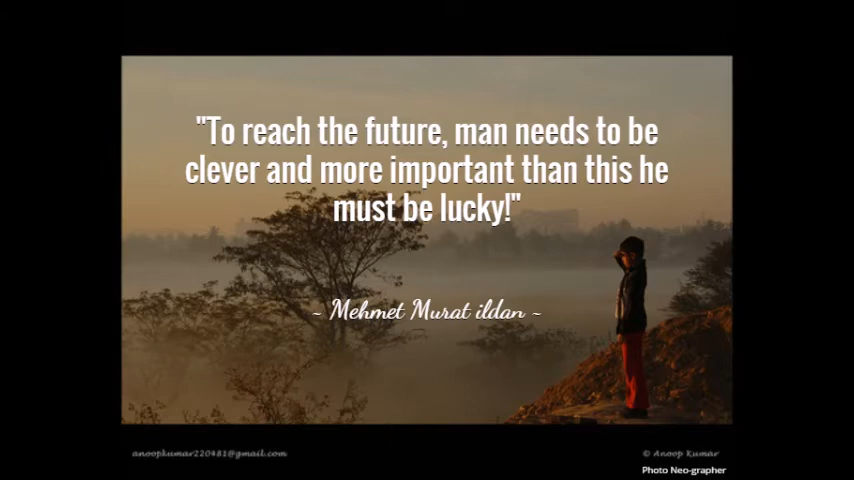 "To reach the future, man needs to be
clever and more important than this he
must be lucky!"
~ Mehmet Murat ildan ~
anoopkumar220481@gmail.com
© Anoop Kumar
Photo Neo-grapher